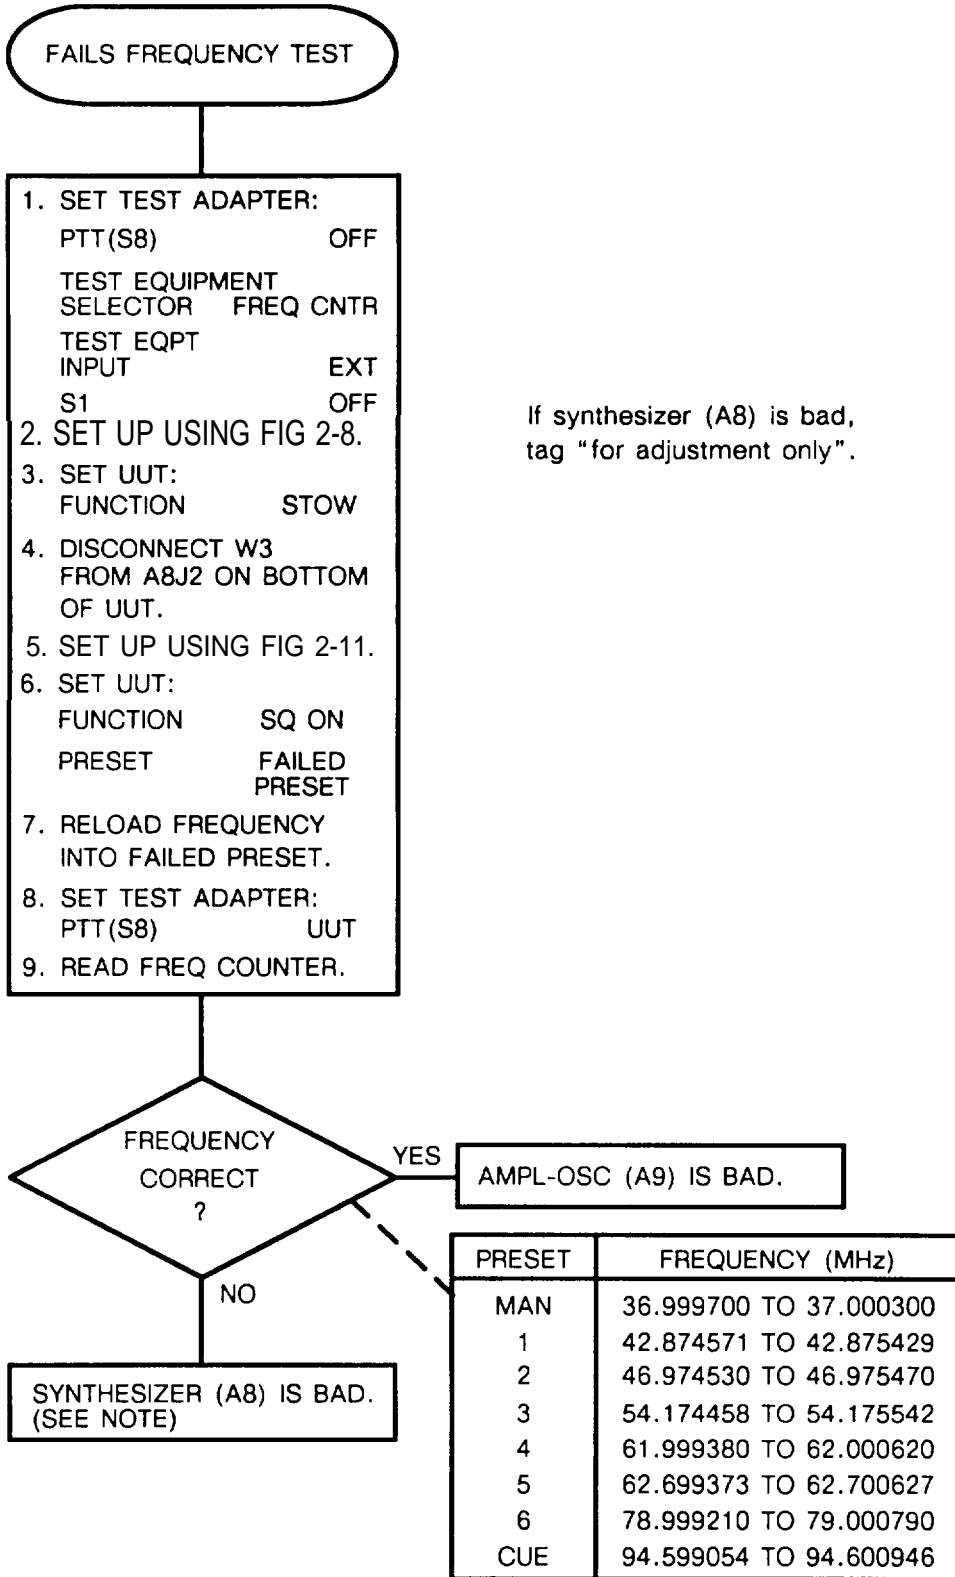 FAILS FREQUENCY TEST
1. SET TEST ADAPTER:
PTT(S8) OFF
TEST EQUIPMENT
SELECTOR FREQ CNTR
TEST EQPT
INPUT EXT
S1 OFF
2. SET UP USING FIG 2-8.
3. SET UUT:
FUNCTION STOW
4. DISCONNECT W3
FROM A8J2 ON BOTTOM
OF UUT.
5. SET UP USING FIG 2-11.
6. SET UUT:
FUNCTION SQ ON
PRESET FAILED
PRESET
7. RELOAD FREQUENCY
INTO FAILED PRESET.
8. SET TEST ADAPTER:
PTT(S8) UUT
9. READ FREQ COUNTER.
If synthesizer (A8) is bad,
tag "for adjustment only".
FREQUENCY
CORRECT
?
YES
AMPL-OSC (A9) IS BAD.
NO
SYNTHESIZER (A8) IS BAD.
(SEE NOTE)
PRESET FREQUENCY (MHz)
MAN 36.999700 TO 37.000300
1 42.874571 TO 42.875429
2 46.974530 TO 46.975470
3 54.174458 TO 54.175542
4 61.999380 TO 62.000620
5 62.699373 TO 62.700627
6 78.999210 TO 79.000790
CUE 94.599054 TO 94.600946